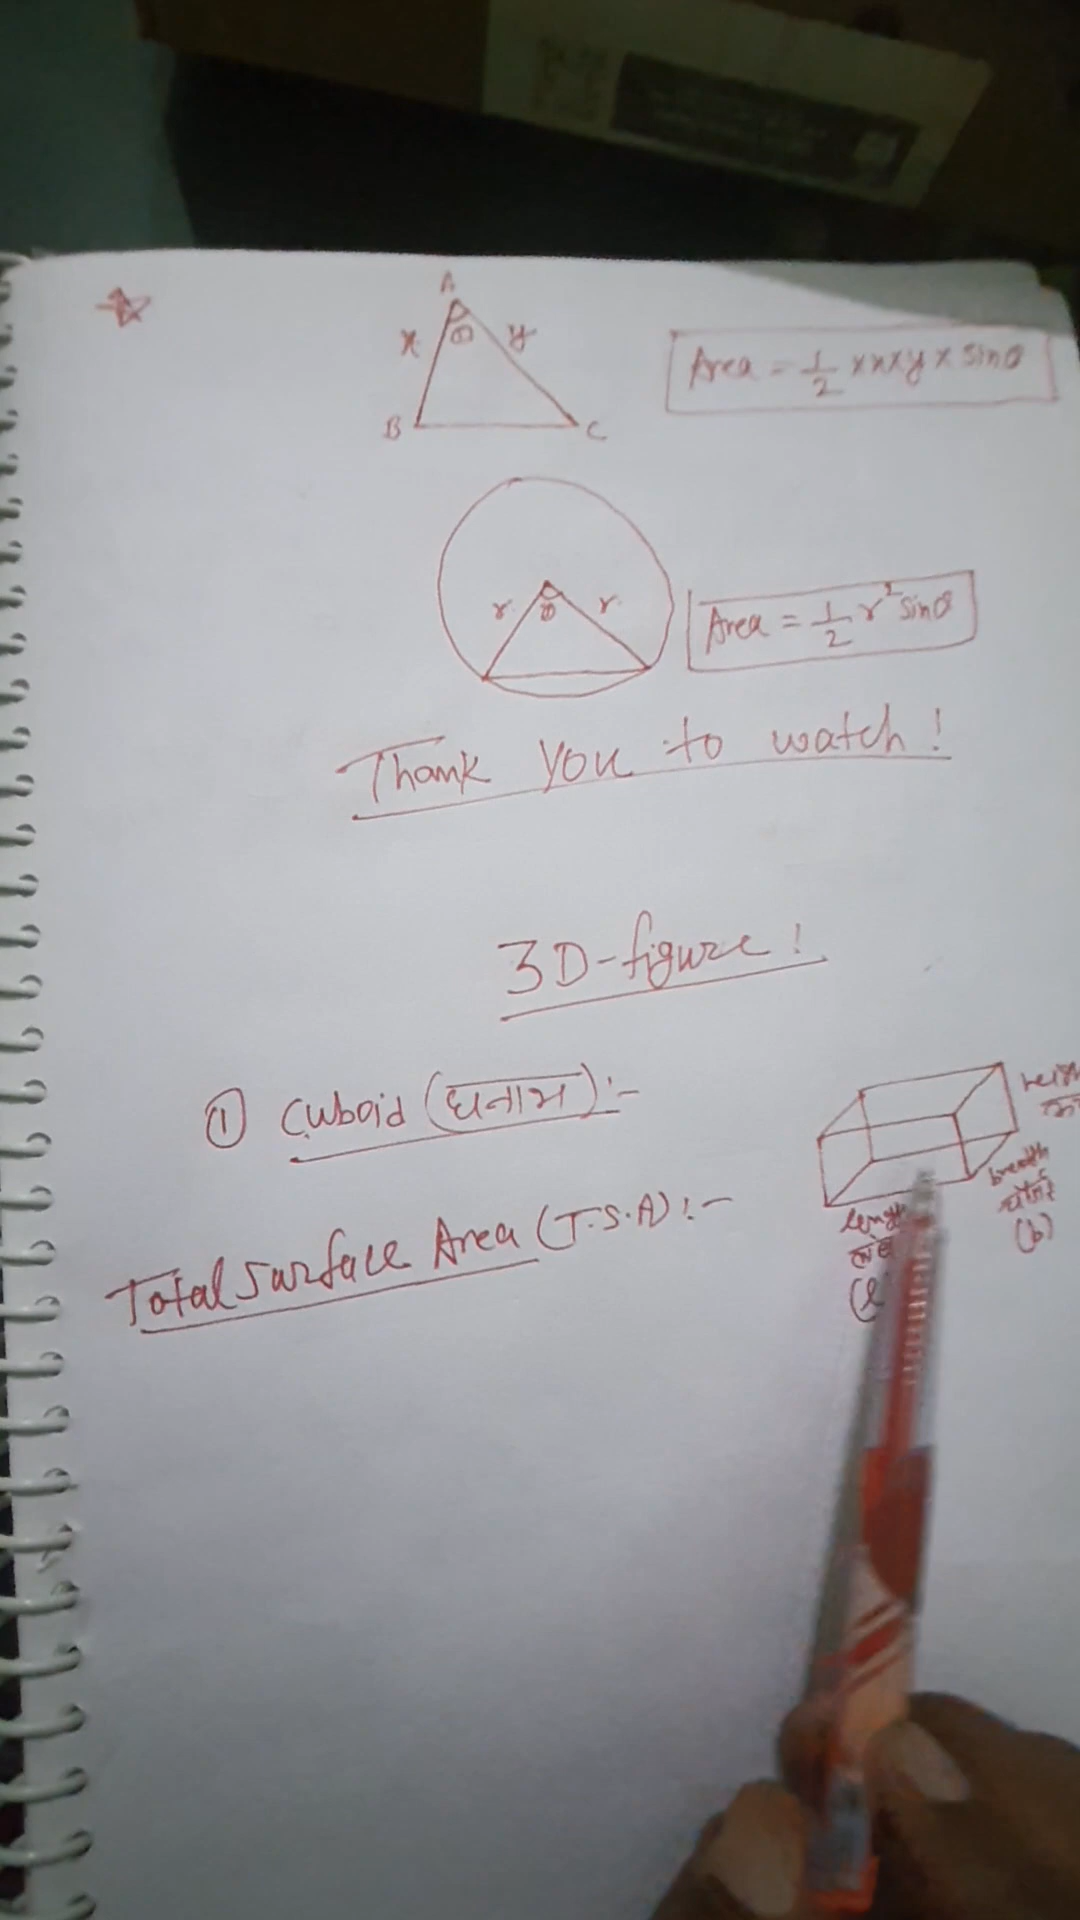 A
x
θ
y
B
C
Area = 1/2 × x × y × sinθ
r
θ
r
Area = 1/2 r² sinθ
Thank you to watch!
3D-figure!
① Cuboid (घनाभ):-
breadth
(b)
Total Surface Area (T.S.A):-